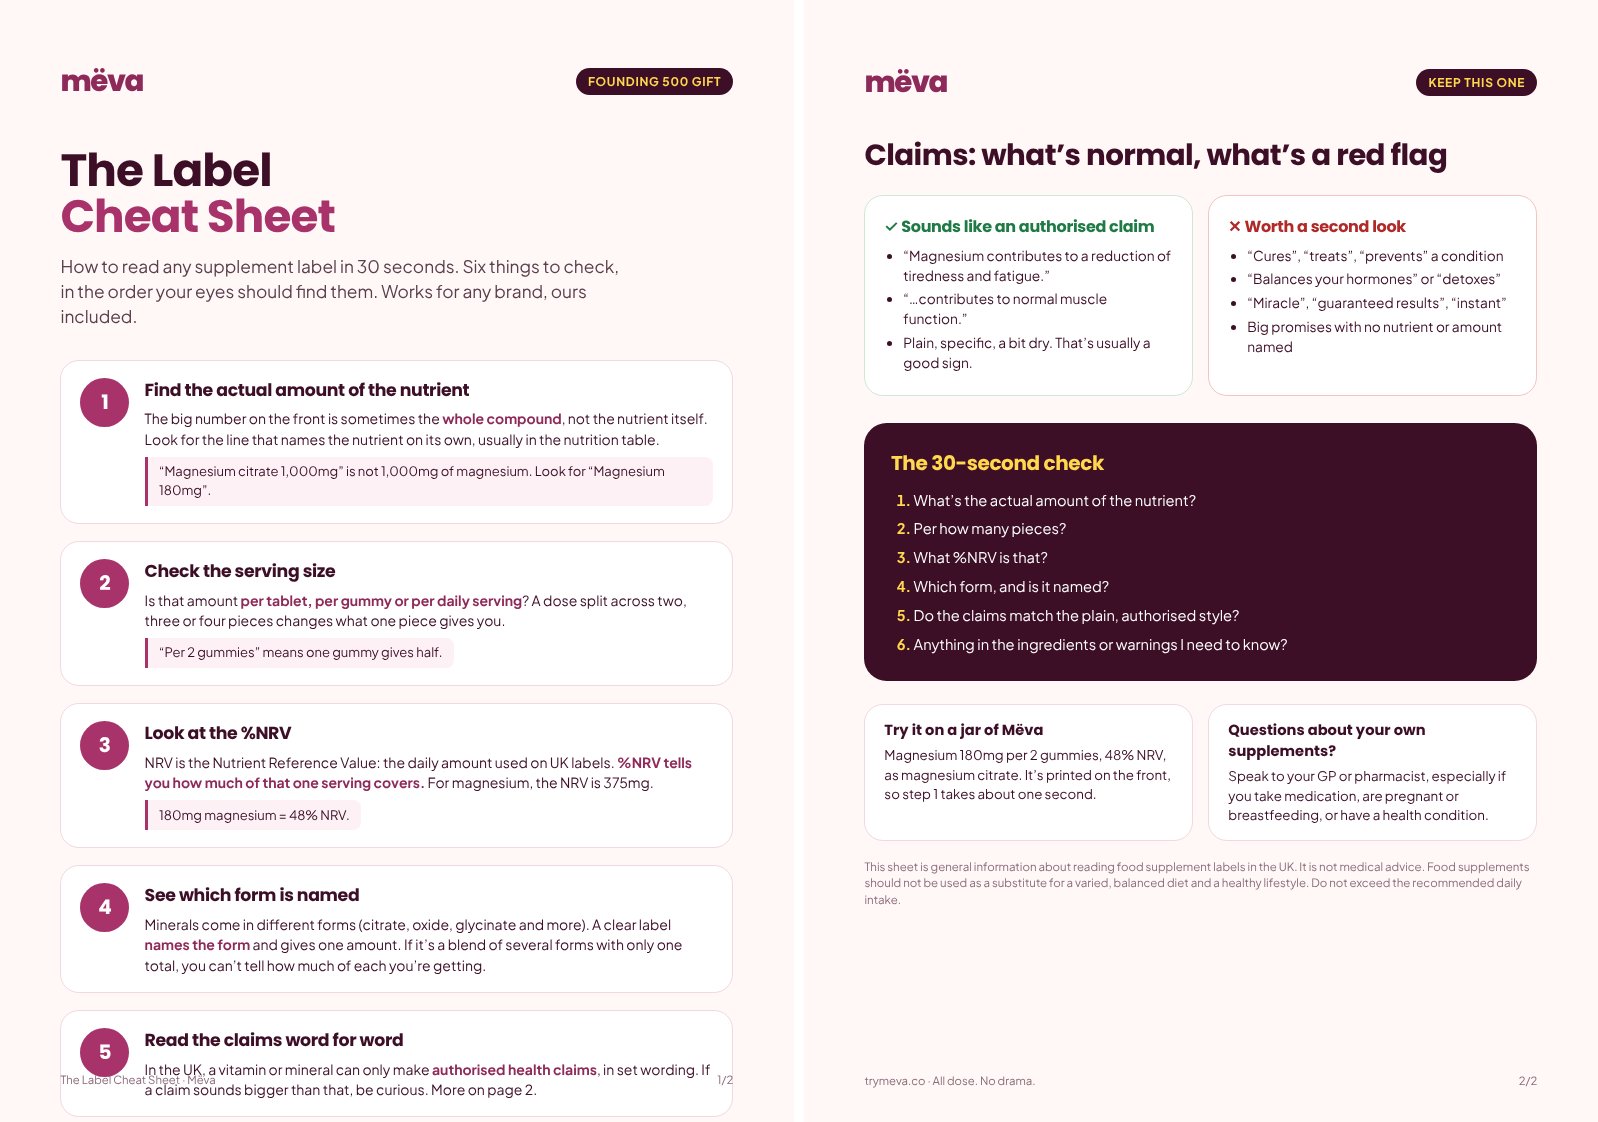 mëva
FOUNDING 500 GIFT
The Label
Cheat Sheet
How to read any supplement label in 30 seconds. Six things to check,
in the order your eyes should find them. Works for any brand, ours
included.
1
Find the actual amount of the nutrient
The big number on the front is sometimes the whole compound, not the nutrient itself.
Look for the line that names the nutrient on its own, usually in the nutrition table.
“Magnesium citrate 1,000mg” is not 1,000mg of magnesium. Look for “Magnesium
180mg”.
2
Check the serving size
Is that amount per tablet, per gummy or per daily serving? A dose split across two,
three or four pieces changes what one piece gives you.
“Per 2 gummies” means one gummy gives half.
3
Look at the %NRV
NRV is the Nutrient Reference Value: the daily amount used on UK labels. %NRV tells
you how much of that one serving covers. For magnesium, the NRV is 375mg.
180mg magnesium = 48% NRV.
4
See which form is named
Minerals come in different forms (citrate, oxide, glycinate and more). A clear label
names the form and gives one amount. If it’s a blend of several forms with only one
total, you can’t tell how much of each you’re getting.
5
Read the claims word for word
In the UK, a vitamin or mineral can only make authorised health claims, in set wording. If
a claim sounds bigger than that, be curious. More on page 2.
The Label Cheat Sheet · Mëva
1/2
mëva
KEEP THIS ONE
Claims: what’s normal, what’s a red flag
✓ Sounds like an authorised claim
• “Magnesium contributes to a reduction of
tiredness and fatigue.”
• “…contributes to normal muscle
function.”
• Plain, specific, a bit dry. That’s usually a
good sign.
✕ Worth a second look
• “Cures”, “treats”, “prevents” a condition
• “Balances your hormones” or “detoxes”
• “Miracle”, “guaranteed results”, “instant”
• Big promises with no nutrient or amount
named
The 30-second check
1. What’s the actual amount of the nutrient?
2. Per how many pieces?
3. What %NRV is that?
4. Which form, and is it named?
5. Do the claims match the plain, authorised style?
6. Anything in the ingredients or warnings I need to know?
Try it on a jar of Mëva
Magnesium 180mg per 2 gummies, 48% NRV,
as magnesium citrate. It’s printed on the front,
so step 1 takes about one second.
Questions about your own
supplements?
Speak to your GP or pharmacist, especially if
you take medication, are pregnant or
breastfeeding, or have a health condition.
This sheet is general information about reading food supplement labels in the UK. It is not medical advice. Food supplements
should not be used as a substitute for a varied, balanced diet and a healthy lifestyle. Do not exceed the recommended daily
intake.
trymeva.co · All dose. No drama.
2/2